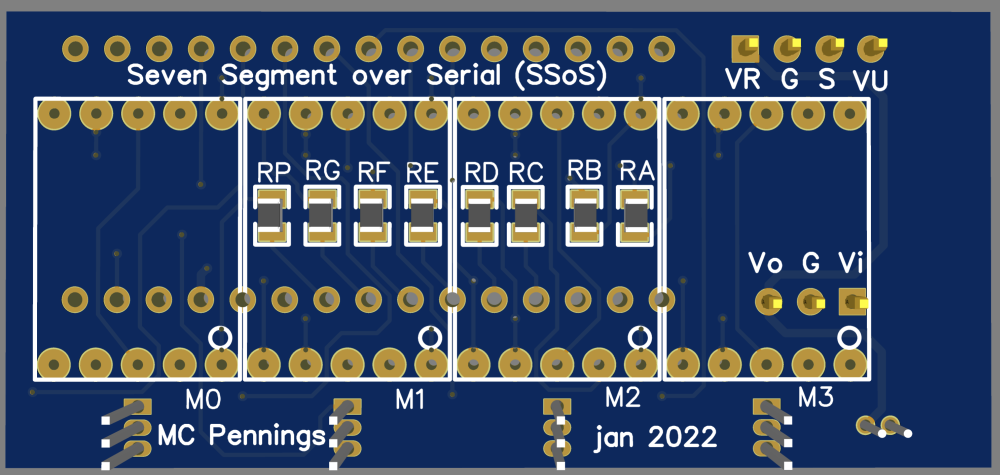 Seven Segment over Serial (SSoS)
VR G S VU
RP RG RF RE RD RC RB RA
Vo G Vi
M0 M1 M2 M3
MC Pennings jan 2022